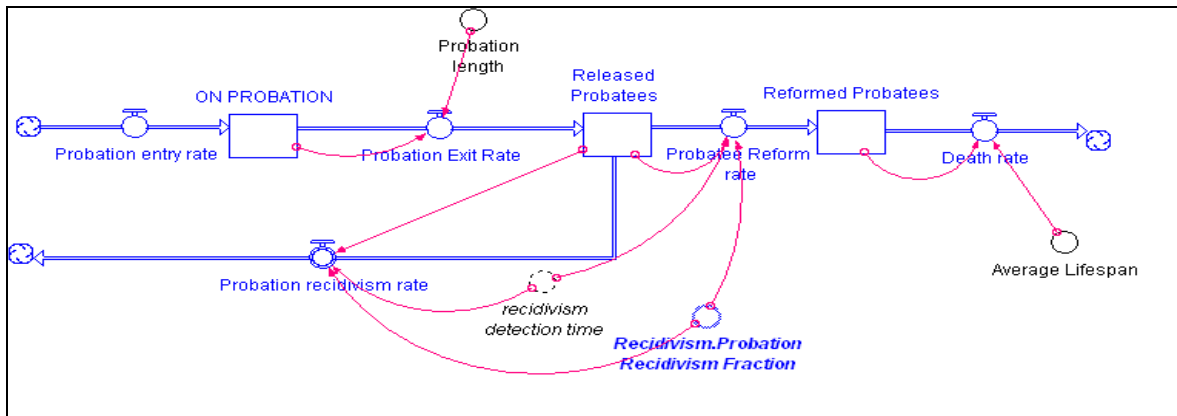 Probation
length
ON PROBATION
Released
Probatees
Reformed Probatees
Probation entry rate
Probation Exit Rate
Probatee Reform
rate
Death rate
Probation recidivism rate
recidivism
detection time
Average Lifespan
Recidivism.Probation
Recidivism Fraction